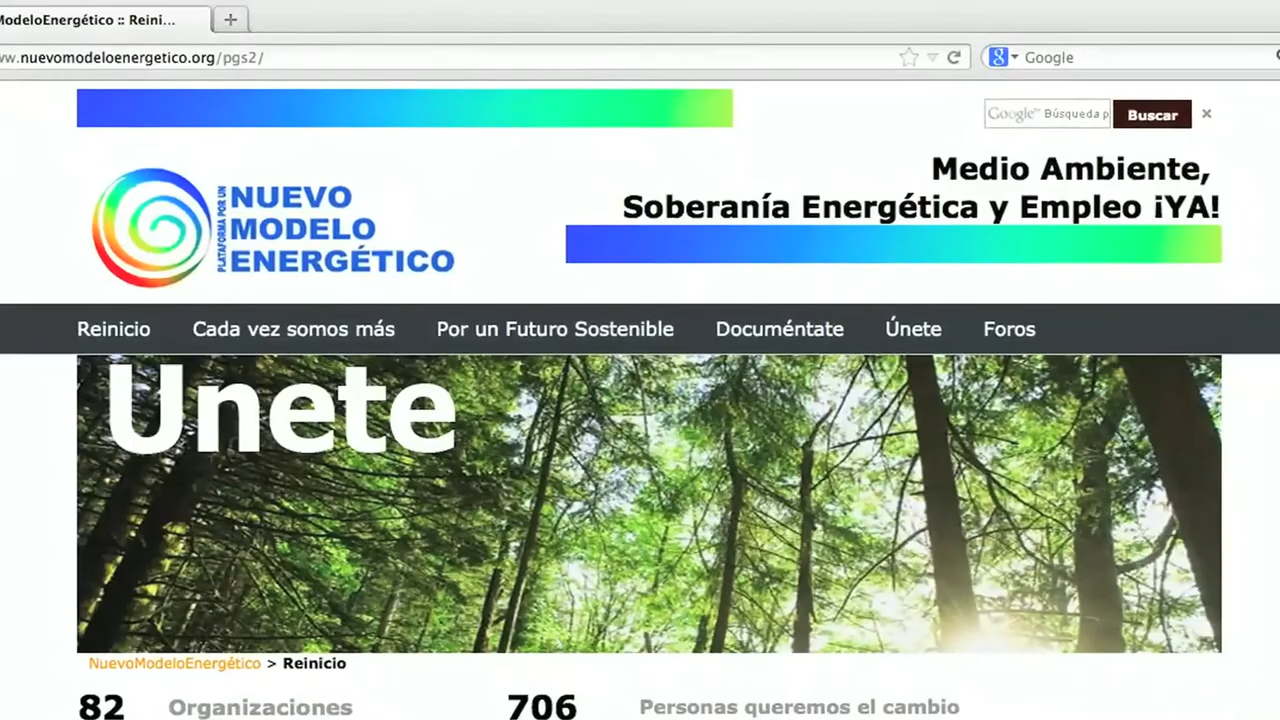 ModeloEnergético :: Reini...
w.nuevomodeloenergetico.org/pgs2/
Google
Google™ Búsqueda p
Buscar
Medio Ambiente,
Soberanía Energética y Empleo ¡YA!
PLATAFORMA POR UN
NUEVO
MODELO
ENERGÉTICO
Reinicio Cada vez somos más Por un Futuro Sostenible Documéntate Únete Foros
Unete
NuevoModeloEnergético > Reinicio
82 Organizaciones 706 Personas queremos el cambio